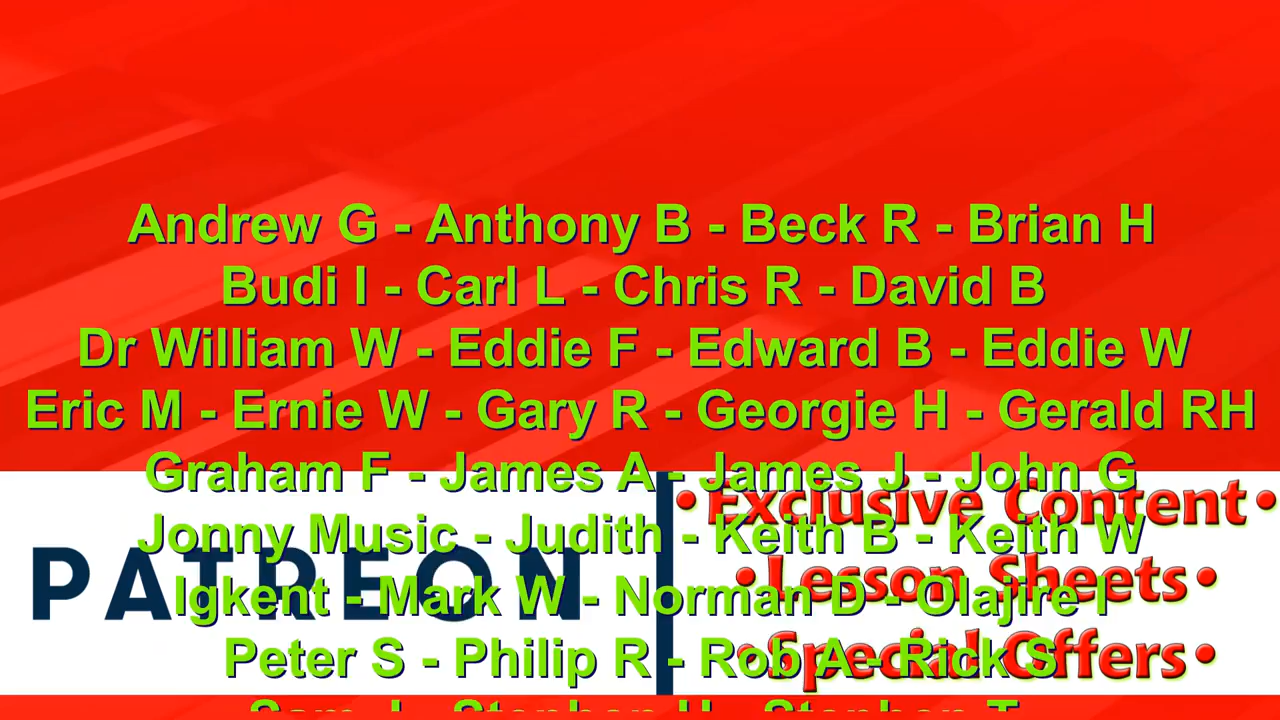 Andrew G - Anthony B - Beck R - Brian H
Budi I - Carl L - Chris R - David B
Dr William W - Eddie F - Edward B - Eddie W
Eric M - Ernie W - Gary R - Georgie H - Gerald RH
Graham F - James A - James J - John G
Jonny Music - Judith - Keith B - Keith W
Igkent - Mark W - Norman D - Olajire I
Peter S - Philip R - Rob A - Rick S
PATREON
•Exclusive Content•
•Lesson Sheets•
•Special Offers•